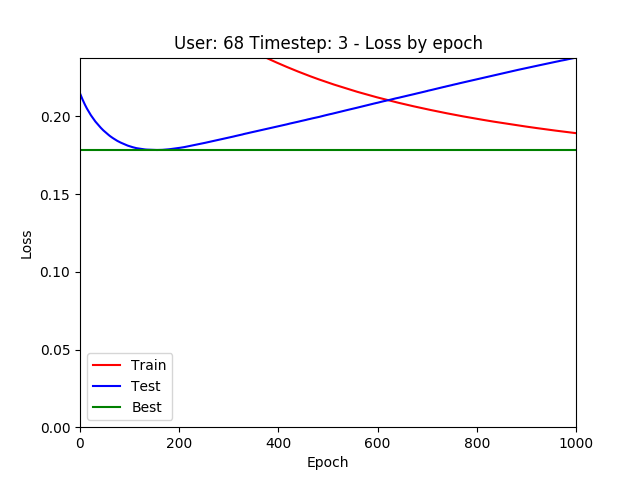 User: 68 Timestep: 3 - Loss by epoch
Loss
0.20
0.15
0.10
0.05
0.00
Train
Test
Best
0 200 400 600 800 1000
Epoch